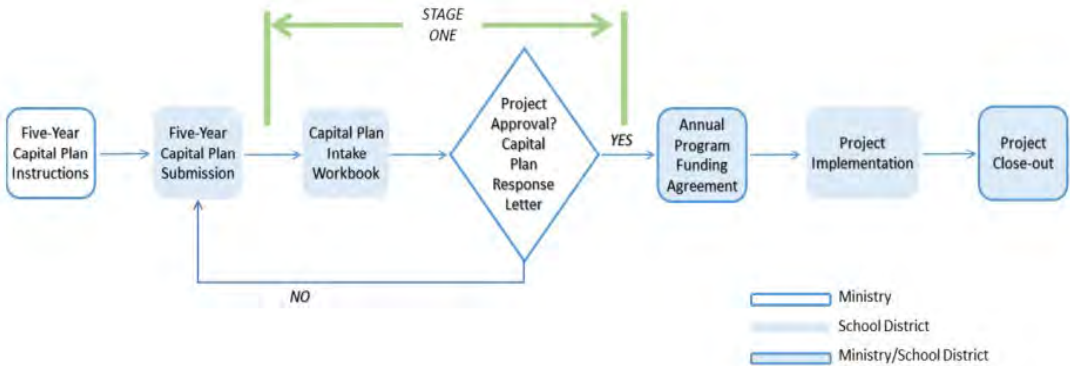 STAGE
ONE
Five-Year
Capital Plan
Instructions
Five-Year
Capital Plan
Submission
Capital Plan
Intake
Workbook
Project
Approval?
Capital
Plan
Response
Letter
YES
Annual
Program
Funding
Agreement
Project
Implementation
Project
Close-out
NO
Ministry
School District
Ministry/School District